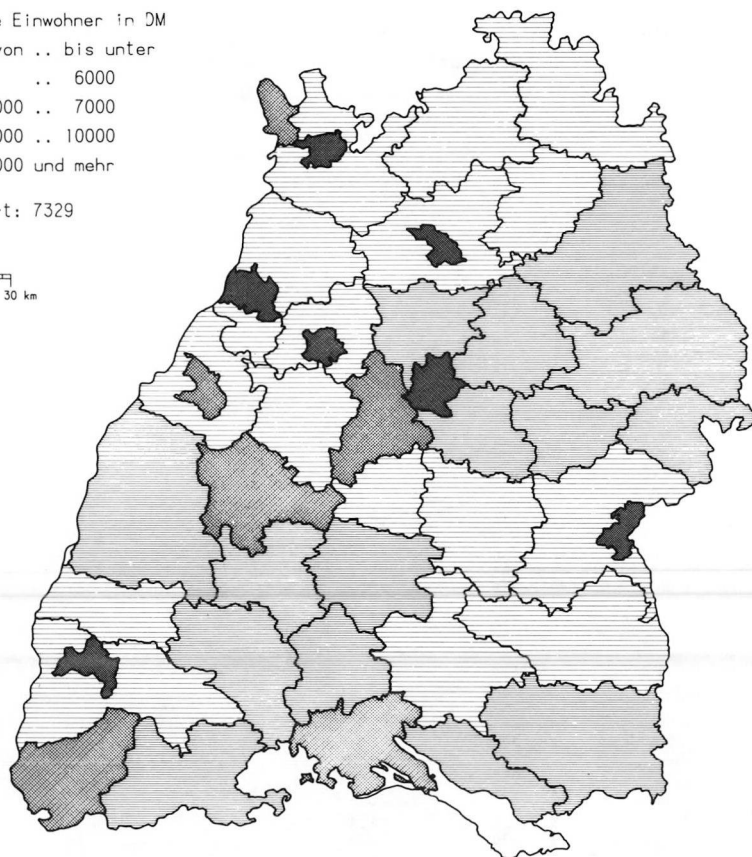 Einwohner in DM
von .. bis unter
.. 6000
000 .. 7000
000 .. 10000
000 und mehr
t: 7329
30 km